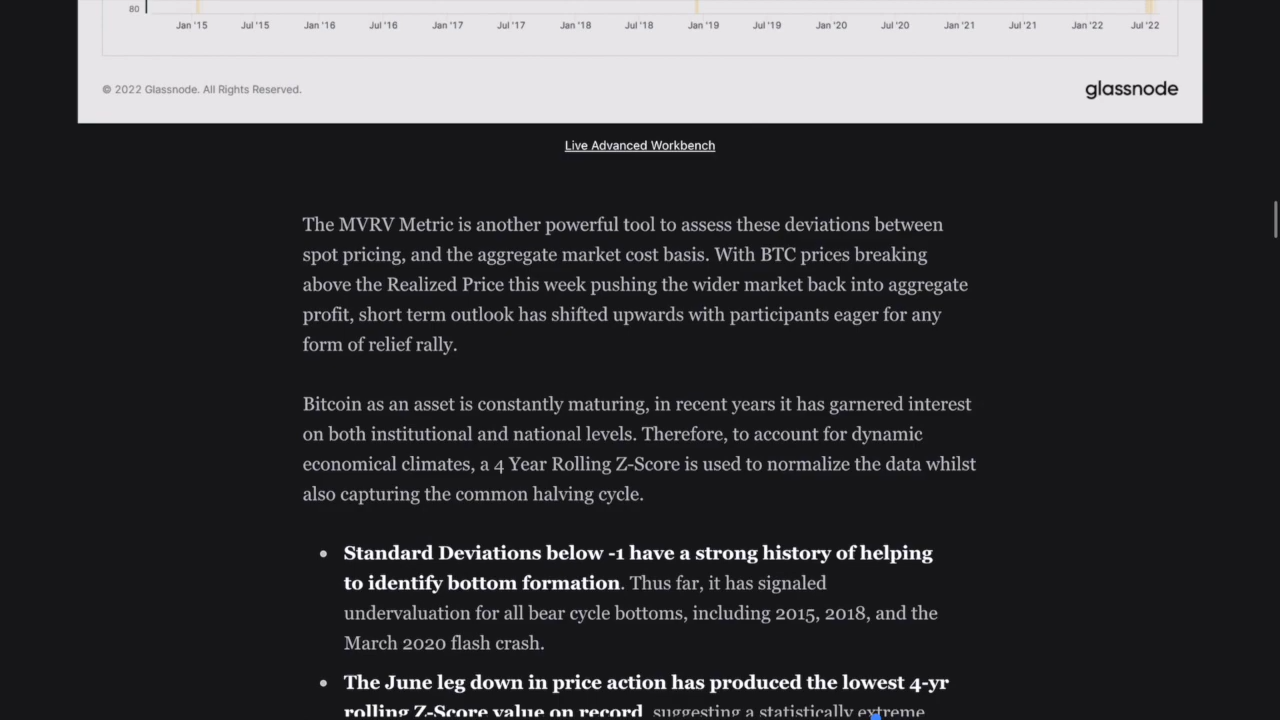 80
Jan '15 Jul '15 Jan '16 Jul '16 Jan '17 Jul '17 Jan '18 Jul '18 Jan '19 Jul '19 Jan '20 Jul '20 Jan '21 Jul '21 Jan '22 Jul '22
© 2022 Glassnode. All Rights Reserved.
glassnode
Live Advanced Workbench
The MVRV Metric is another powerful tool to assess these deviations between
spot pricing, and the aggregate market cost basis. With BTC prices breaking
above the Realized Price this week pushing the wider market back into aggregate
profit, short term outlook has shifted upwards with participants eager for any
form of relief rally.
Bitcoin as an asset is constantly maturing, in recent years it has garnered interest
on both institutional and national levels. Therefore, to account for dynamic
economical climates, a 4 Year Rolling Z-Score is used to normalize the data whilst
also capturing the common halving cycle.
• Standard Deviations below -1 have a strong history of helping
to identify bottom formation. Thus far, it has signaled
undervaluation for all bear cycle bottoms, including 2015, 2018, and the
March 2020 flash crash.
• The June leg down in price action has produced the lowest 4-yr
rolling Z-Score value on record, suggesting a statistically extreme